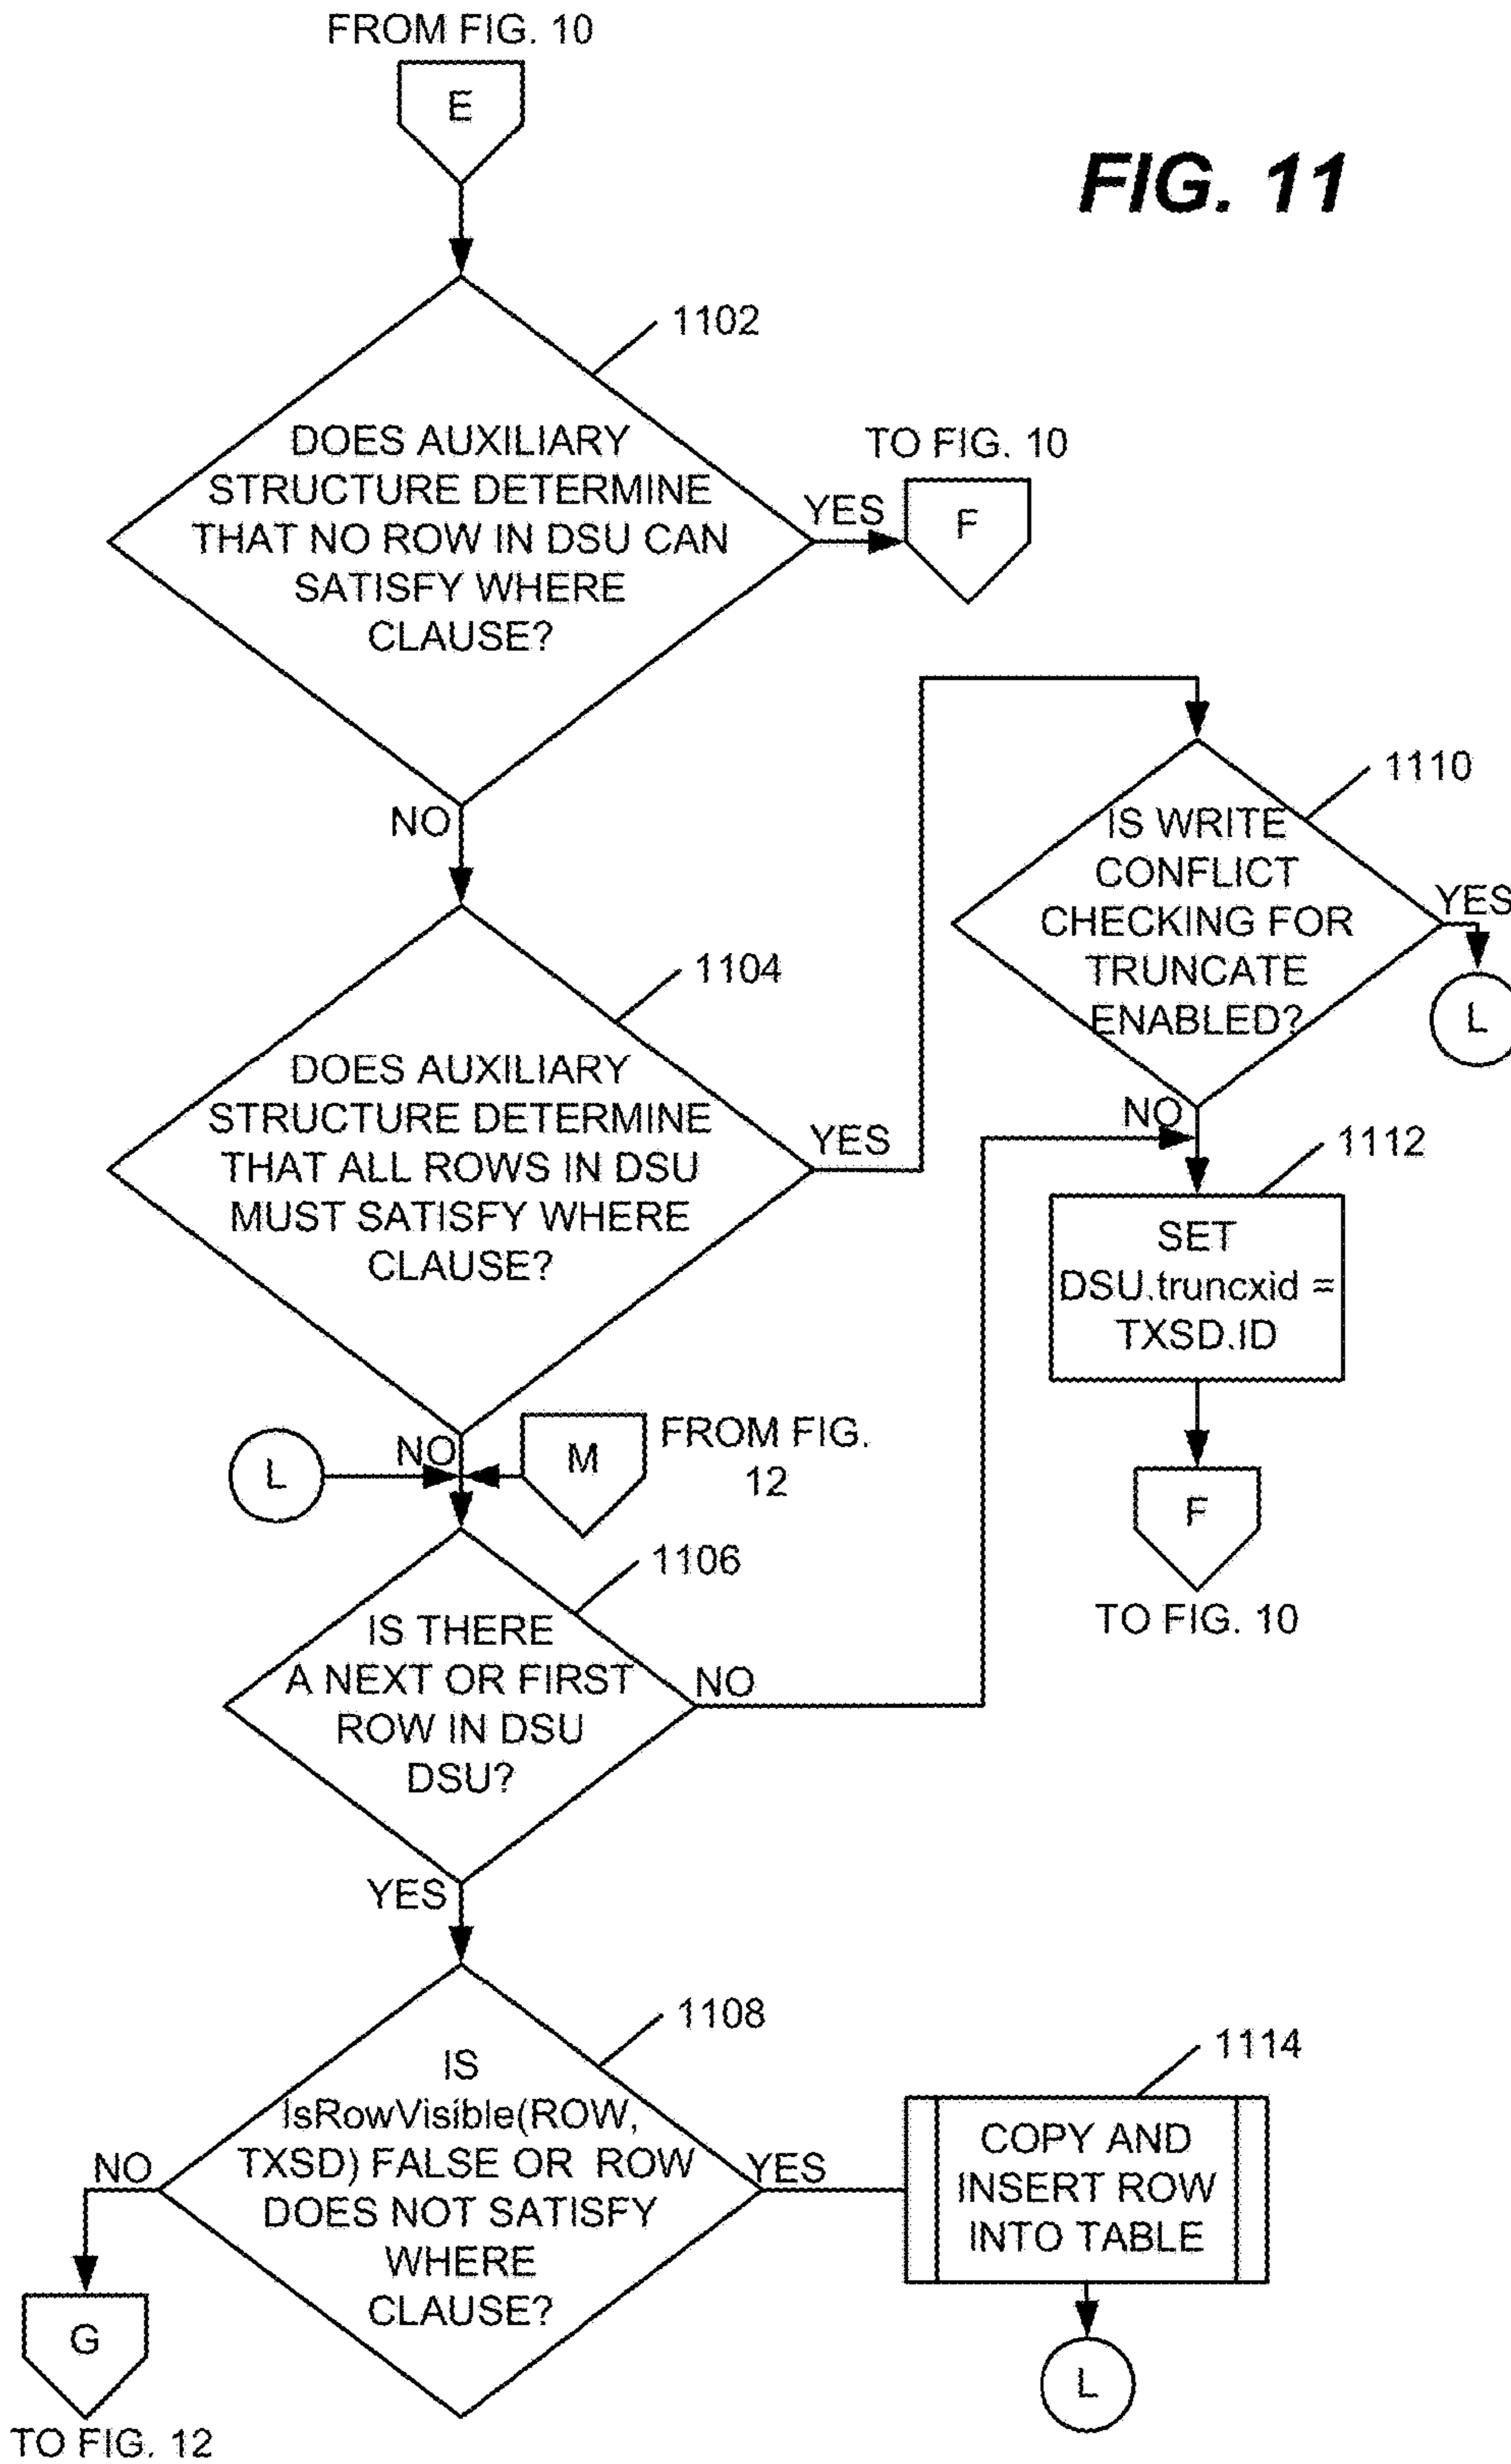 FROM FIG. 10
E
FIG. 11
1102
DOES AUXILIARY
STRUCTURE DETERMINE
THAT NO ROW IN DSU CAN
SATISFY WHERE
CLAUSE?
TO FIG. 10
YES
F
NO
1110
IS WRITE
CONFLICT
CHECKING FOR
TRUNCATE
ENABLED?
YES
L
NO
1104
DOES AUXILIARY
STRUCTURE DETERMINE
THAT ALL ROWS IN DSU
MUST SATISFY WHERE
CLAUSE?
YES
1112
SET
DSU.truncxid =
TXSD.ID
F
TO FIG. 10
L
NO
M
FROM FIG.
12
1106
IS THERE
A NEXT OR FIRST
ROW IN DSU
DSU?
NO
YES
1108
IS
IsRowVisible(ROW,
TXSD) FALSE OR ROW
DOES NOT SATISFY
WHERE
CLAUSE?
NO
YES
1114
COPY AND
INSERT ROW
INTO TABLE
G
TO FIG. 12
L